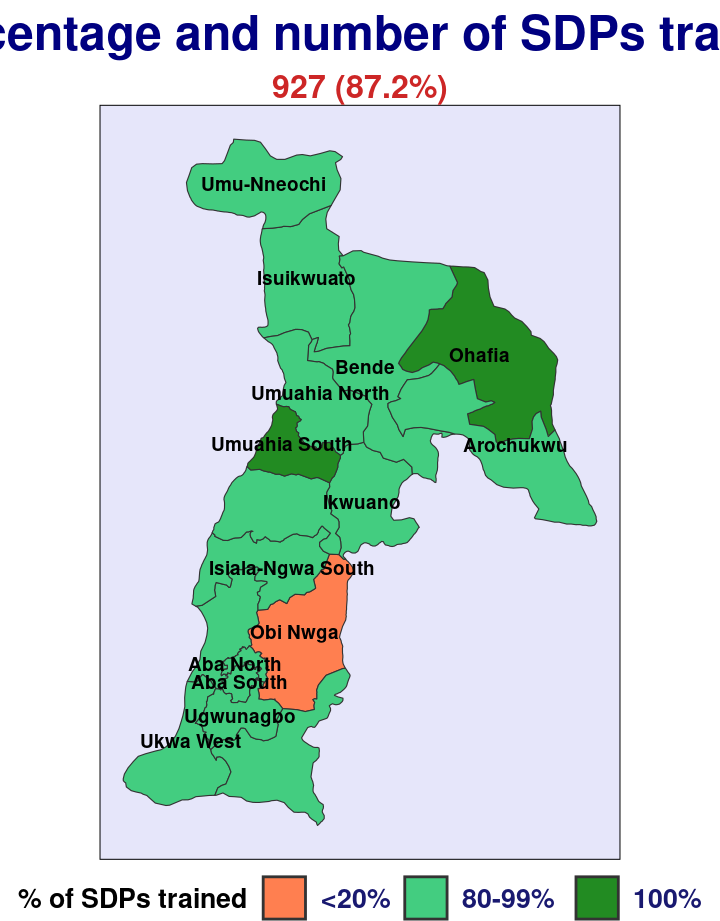 centage and number of SDPs tra
927 (87.2%)
Umu-Nneochi
Isuikwuato
Ohafia
Bende
Umuahia North
Umuahia South
Arochukwu
Ikwuano
Isiala-Ngwa South
Obi Nwga
Aba North
Aba South
Ugwunagbo
Ukwa West
% of SDPs trained <20% 80-99% 100%